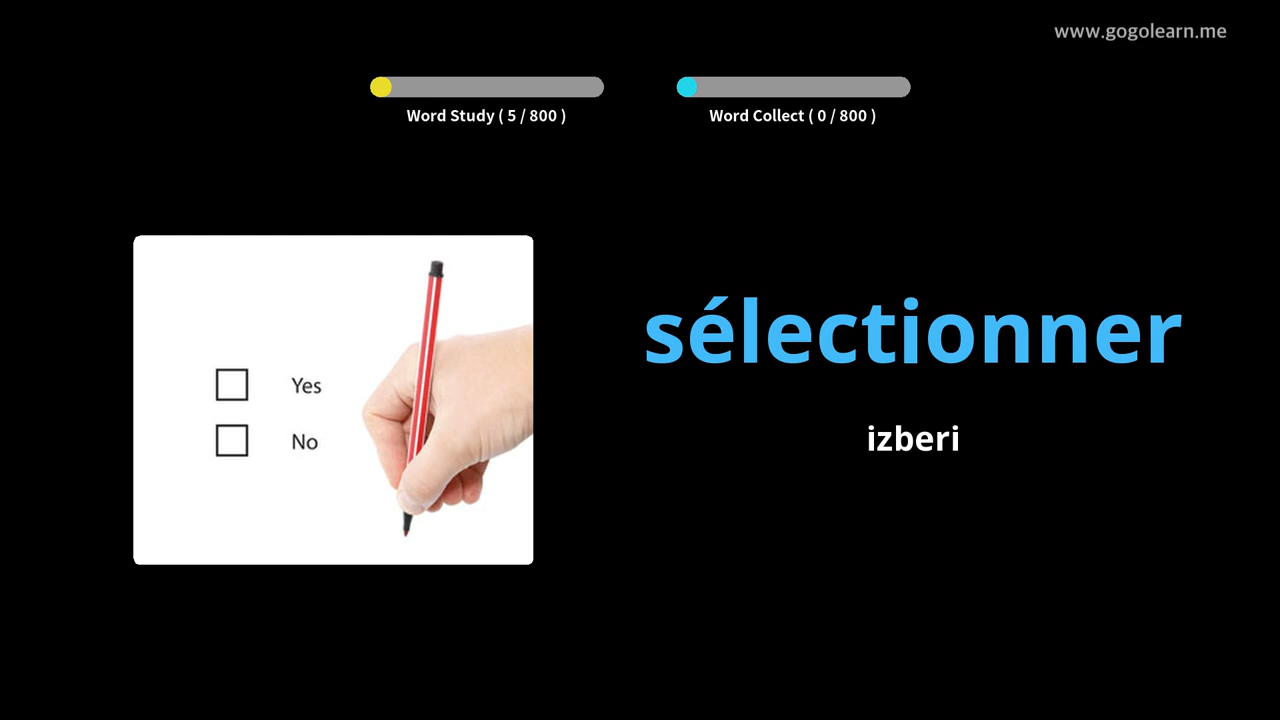 www.gogolearn.me
Word Study ( 5 / 800 )
Word Collect ( 0 / 800 )
Yes
No
sélectionner
izberi